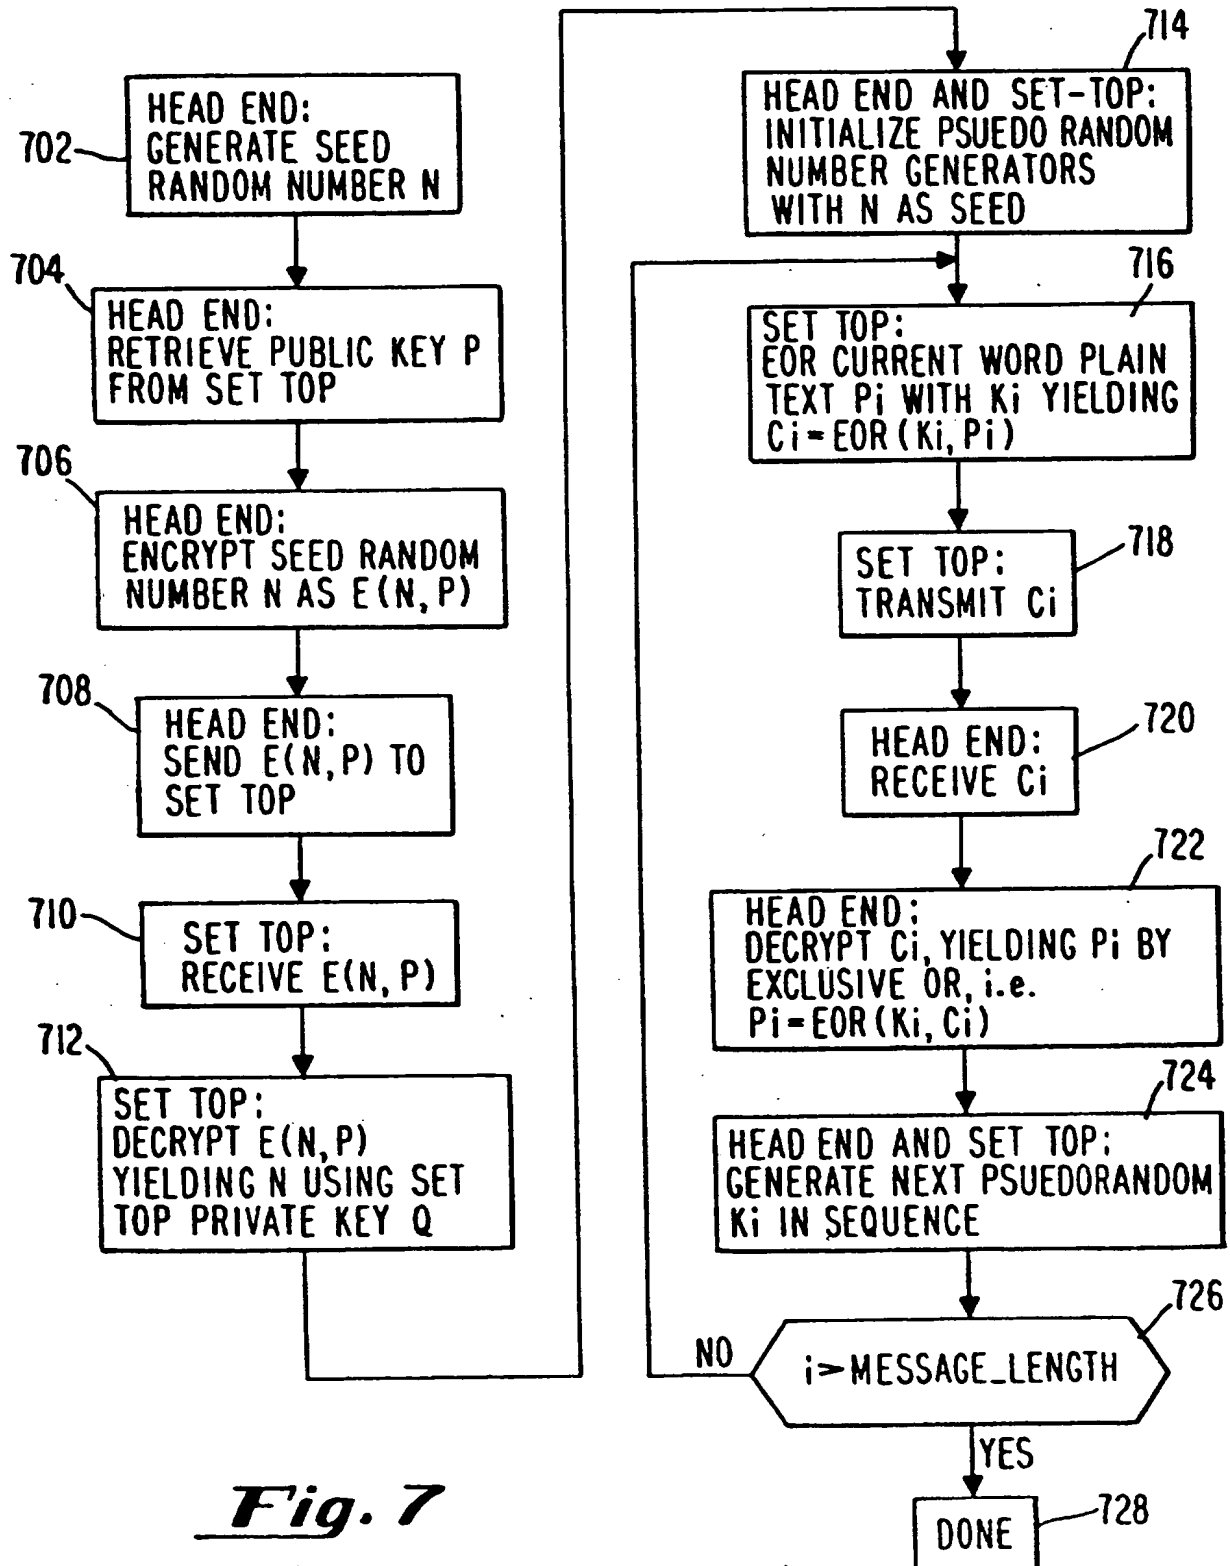 702
HEAD END:
GENERATE SEED
RANDOM NUMBER N
704
HEAD END:
RETRIEVE PUBLIC KEY P
FROM SET TOP
706
HEAD END:
ENCRYPT SEED RANDOM
NUMBER N AS E(N,P)
708
HEAD END:
SEND E(N,P) TO
SET TOP
710
SET TOP:
RECEIVE E(N,P)
712
SET TOP:
DECRYPT E(N,P)
YIELDING N USING SET
TOP PRIVATE KEY Q
714
HEAD END AND SET-TOP:
INITIALIZE PSUEDO RANDOM
NUMBER GENERATORS
WITH N AS SEED
716
SET TOP:
EOR CURRENT WORD PLAIN
TEXT Pi WITH Ki YIELDING
Ci=EOR(Ki,Pi)
718
SET TOP:
TRANSMIT Ci
720
HEAD END:
RECEIVE Ci
722
HEAD END:
DECRYPT Ci,YIELDING Pi BY
EXCLUSIVE OR, i.e.
Pi=EOR(Ki,Ci)
724
HEAD END AND SET TOP:
GENERATE NEXT PSUEDORANDOM
Ki IN SEQUENCE
726
i>MESSAGE_LENGTH
NO
YES
728
DONE
Fig. 7